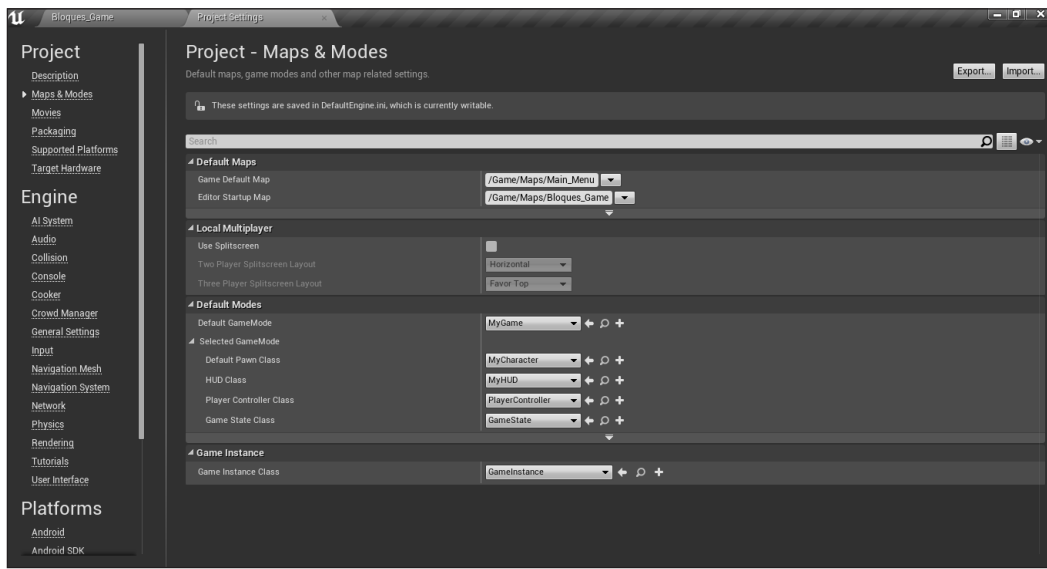 Bloques_Game
Project Settings
Project
Description
Maps & Modes
Movies
Packaging
Supported Platforms
Target Hardware
Engine
AI System
Audio
Collision
Console
Cooker
Crowd Manager
General Settings
Input
Navigation Mesh
Navigation System
Network
Physics
Rendering
Tutorials
User Interface
Platforms
Android
Android SDK
Project - Maps & Modes
Default maps, game modes and other map related settings.
Export... Import...
These settings are saved in DefaultEngine.ini, which is currently writable.
Search
Default Maps
Game Default Map /Game/Maps/Main_Menu
Editor Startup Map /Game/Maps/Bloques_Game
Local Multiplayer
Use Splitscreen
Two Player Splitscreen Layout Horizontal
Three Player Splitscreen Layout Favor Top
Default Modes
Default GameMode MyGame
Selected GameMode
Default Pawn Class MyCharacter
HUD Class MyHUD
Player Controller Class PlayerController
Game State Class GameState
Game Instance
Game Instance Class GameInstance